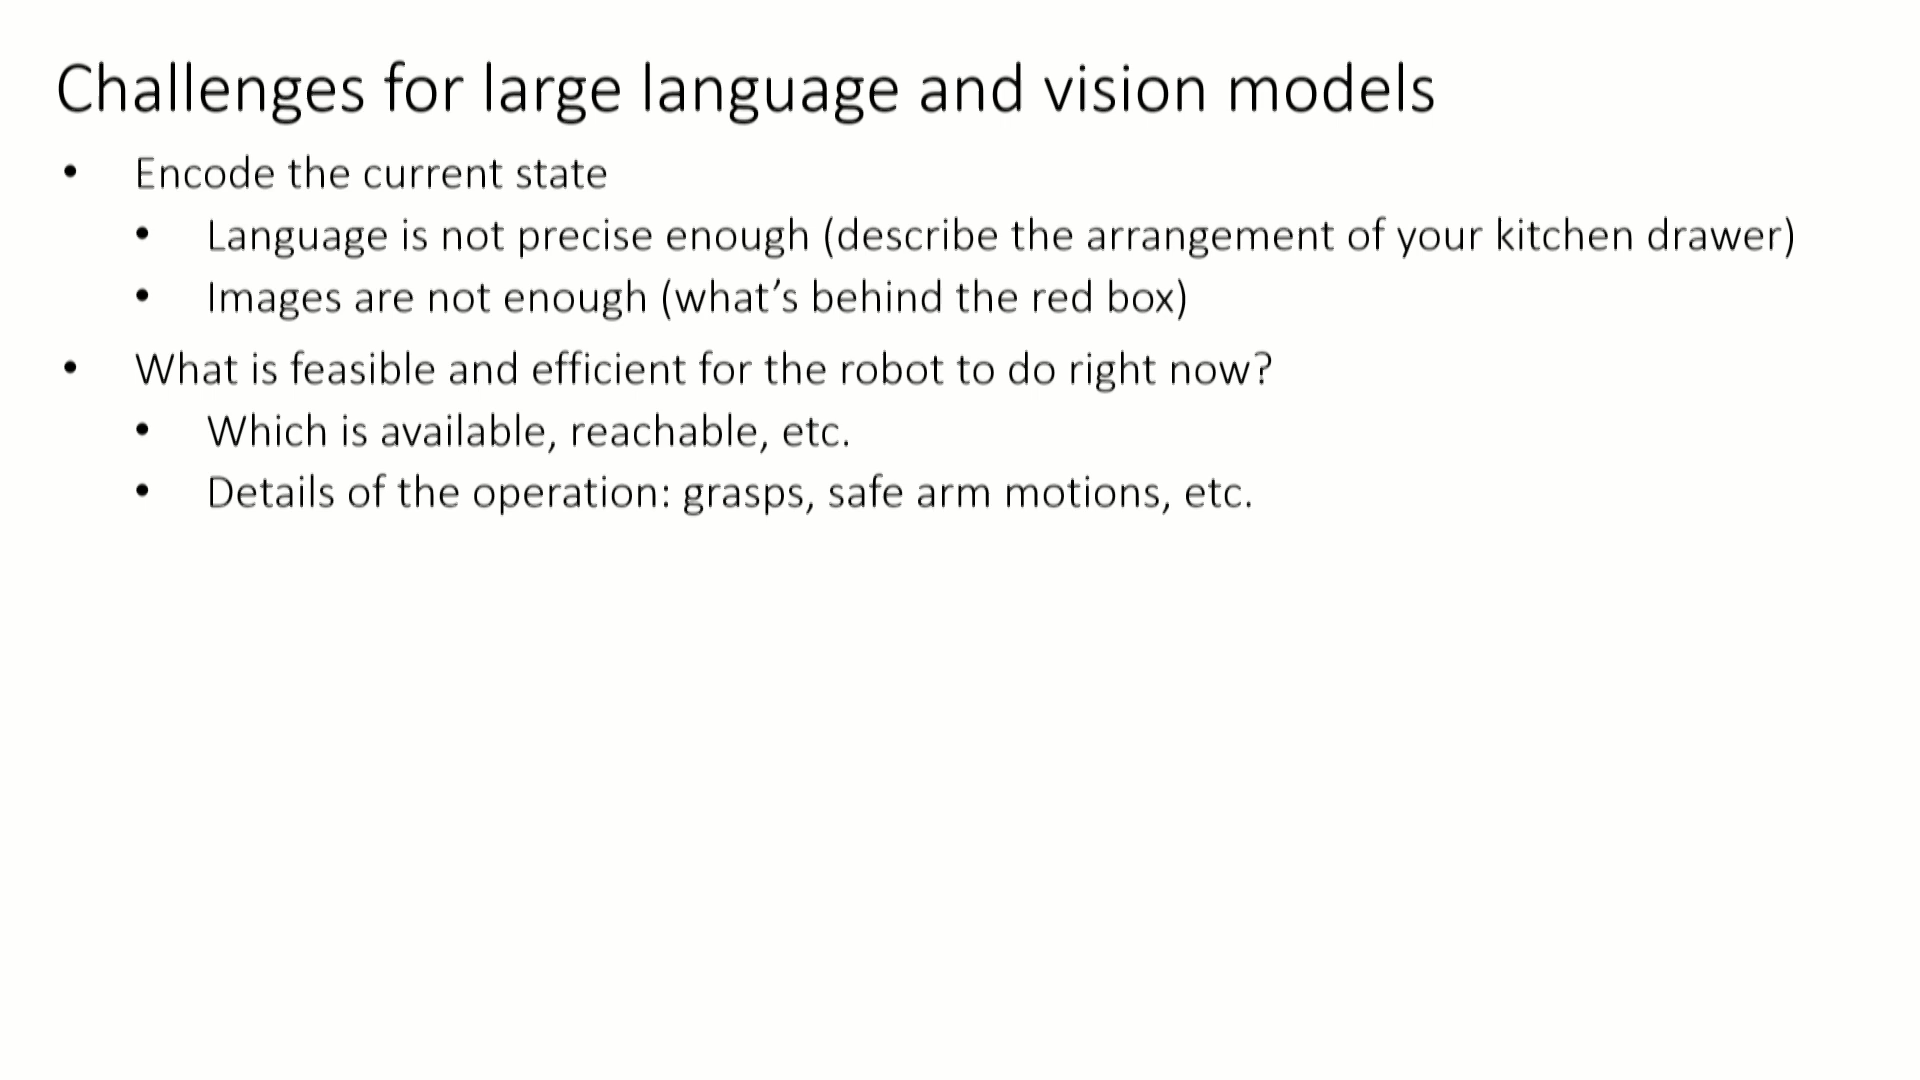 Challenges for large language and vision models
• Encode the current state
• Language is not precise enough (describe the arrangement of your kitchen drawer)
• Images are not enough (what’s behind the red box)
• What is feasible and efficient for the robot to do right now?
• Which is available, reachable, etc.
• Details of the operation: grasps, safe arm motions, etc.